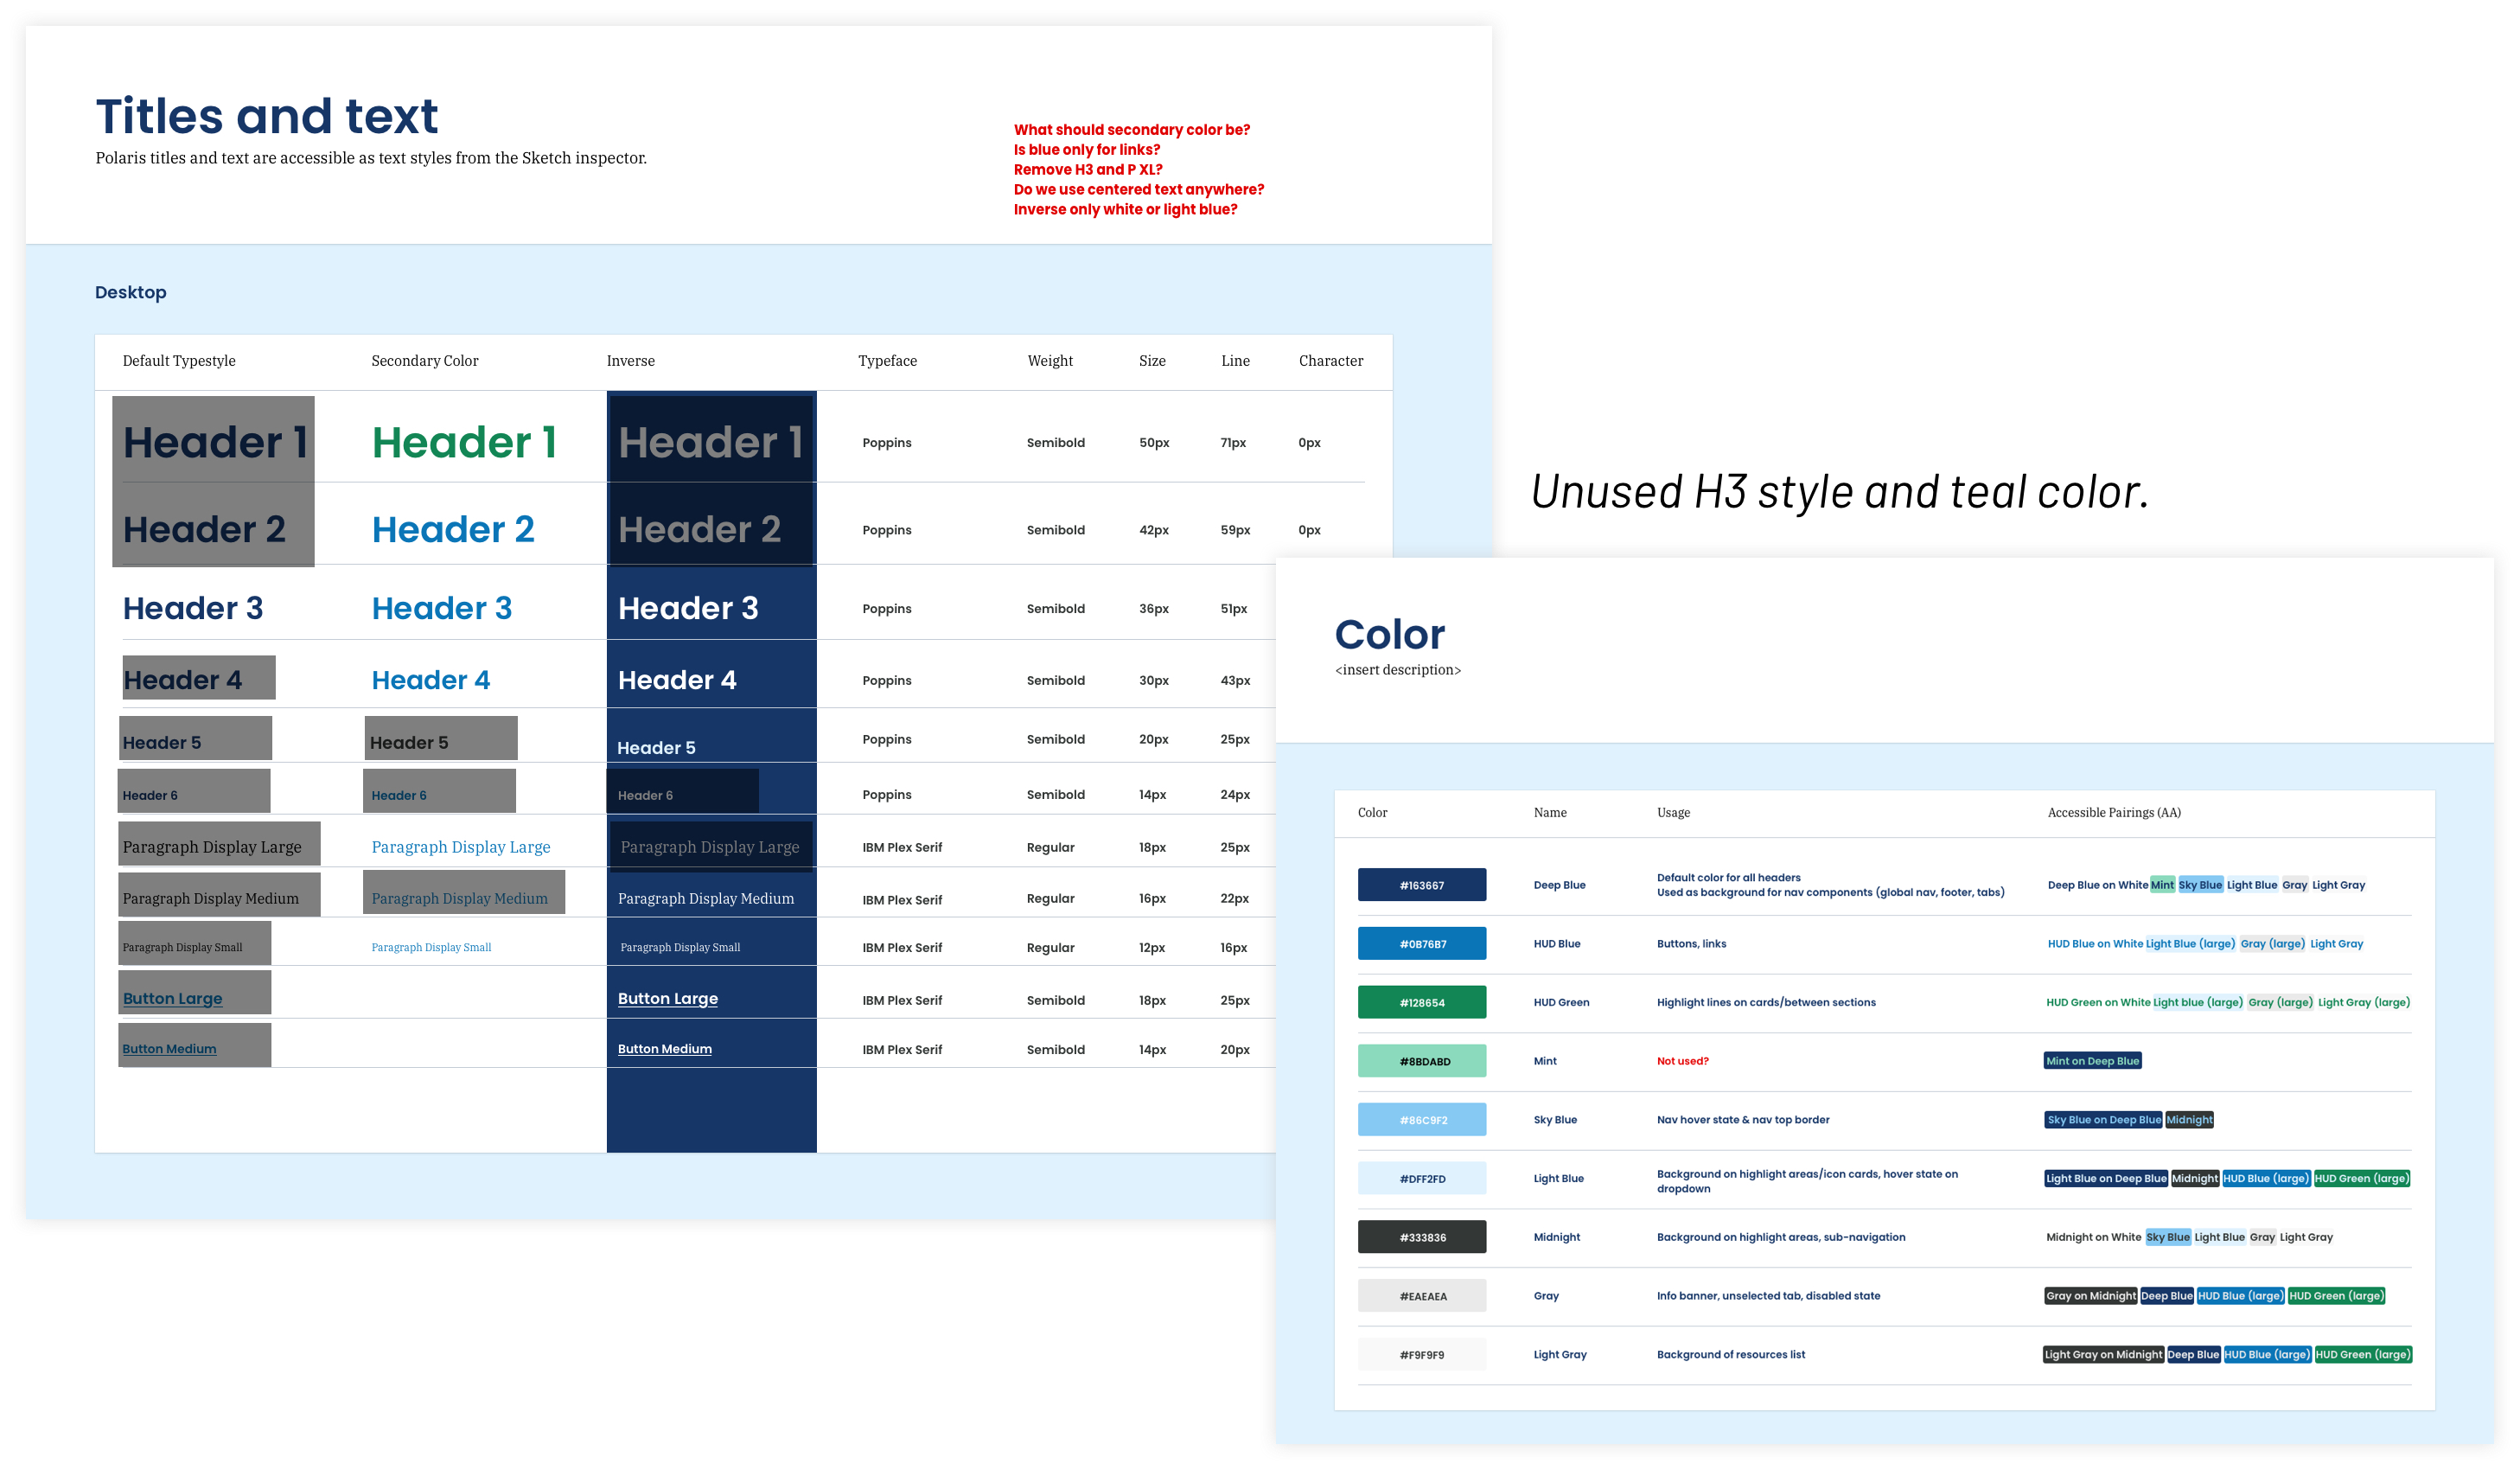 Titles and text
Polaris titles and text are accessible as text styles from the Sketch inspector.
What should secondary color be?
Is blue only for links?
Remove H3 and P XL?
Do we use centered text anywhere?
Inverse only white or light blue?
Desktop
Default Typestyle Secondary Color Inverse Typeface Weight Size Line Character
Header 1 Header 1 Header 1 Poppins Semibold 50px 71px 0px
Header 2 Header 2 Header 2 Poppins Semibold 42px 59px 0px
Header 3 Header 3 Header 3 Poppins Semibold 36px 51px
Header 4 Header 4 Header 4 Poppins Semibold 30px 43px
Header 5 Header 5 Header 5 Poppins Semibold 20px 25px
Header 6 Header 6 Header 6 Poppins Semibold 14px 24px
Paragraph Display Large Paragraph Display Large Paragraph Display Large IBM Plex Serif Regular 18px 25px
Paragraph Display Medium Paragraph Display Medium Paragraph Display Medium IBM Plex Serif Regular 16px 22px
Paragraph Display Small Paragraph Display Small Paragraph Display Small IBM Plex Serif Regular 12px 16px
Button Large Button Large IBM Plex Serif Semibold 18px 25px
Button Medium Button Medium IBM Plex Serif Semibold 14px 20px
Unused H3 style and teal color.
Color
<insert description>
Color Name Usage Accessible Pairings (AA)
#163667 Deep Blue Default color for all headers
Used as background for nav components (global nav, footer, tabs) Deep Blue on White Mint Sky Blue Light Blue Gray Light Gray
#0B76B7 HUD Blue Buttons, links HUD Blue on White Light Blue (large) Gray (large) Light Gray
#128654 HUD Green Highlight lines on cards/between sections HUD Green on White Light blue (large) Gray (large) Light Gray (large)
#8BDABD Mint Not used? Mint on Deep Blue
#86C9F2 Sky Blue Nav hover state & nav top border Sky Blue on Deep Blue Midnight
#DFF2FD Light Blue Background on highlight areas/icon cards, hover state on
dropdown Light Blue on Deep Blue Midnight HUD Blue (large) HUD Green (large)
#333836 Midnight Background on highlight areas, sub-navigation Midnight on White Sky Blue Light Blue Gray Light Gray
#EAEAEA Gray Info banner, unselected tab, disabled state Gray on Midnight Deep Blue HUD Blue (large) HUD Green (large)
#F9F9F9 Light Gray Background of resources list Light Gray on Midnight Deep Blue HUD Blue (large) HUD Green (large)